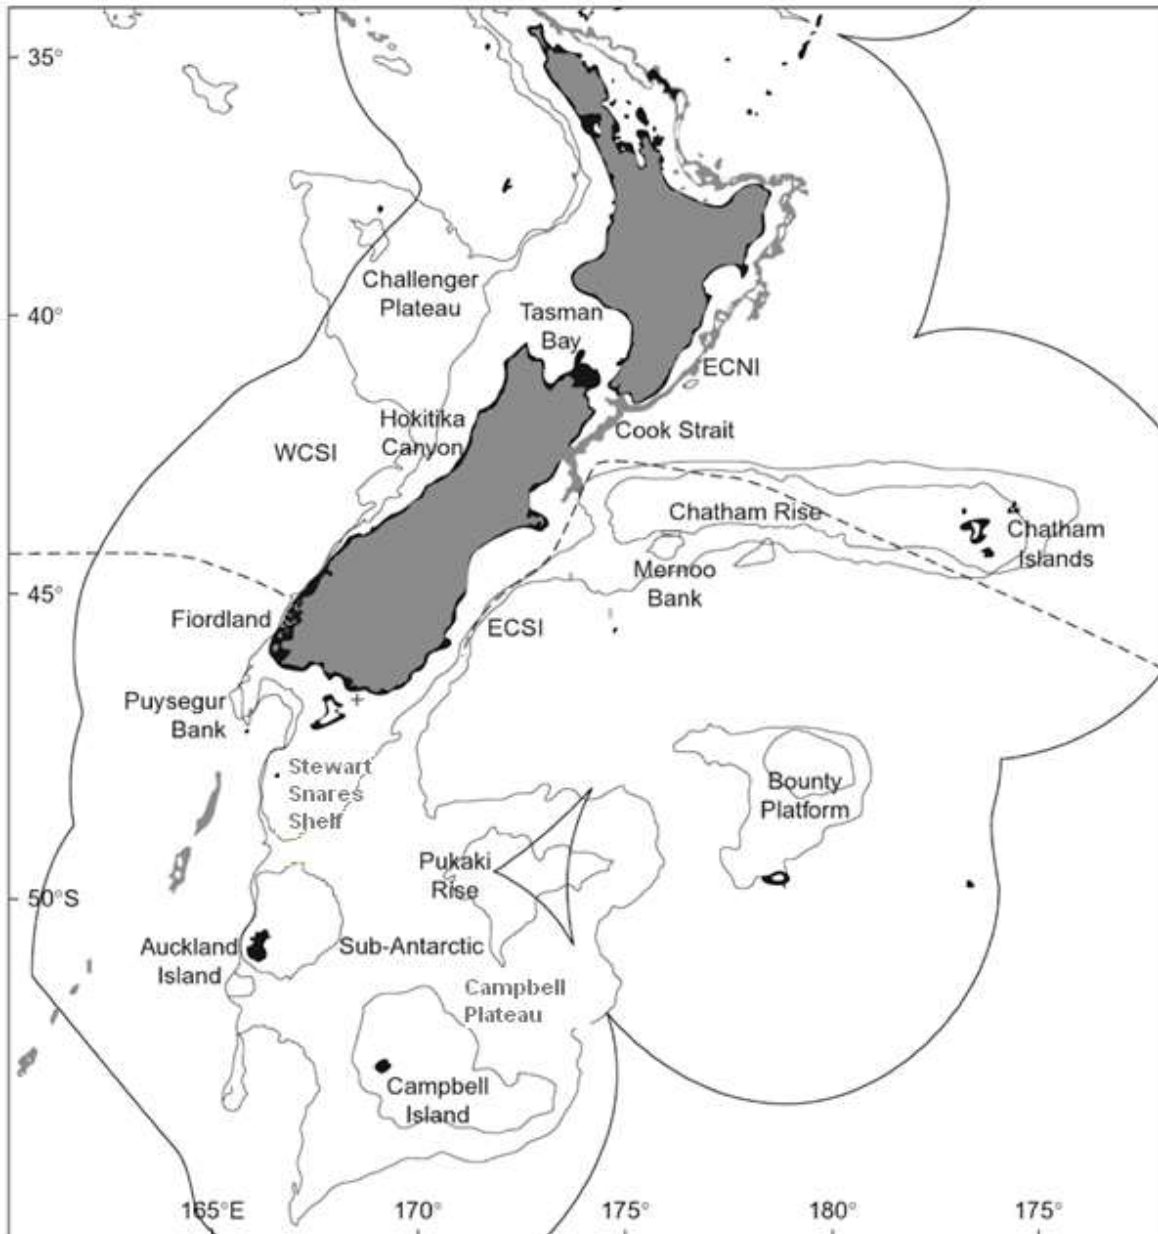 35°
Challenger
Plateau
40°
Tasman
Bay
ECNI
Hokitika
Canyon
Cook Strait
WCSI
Chatham Rise
Chatham
Islands
Mernoo
Bank
45°
Fiordland
ECSI
Puysegur
Bank
Stewart
Snares
Shelf
Bounty
Platform
Pukaki
Rise
50°S
Auckland
Island
Sub-Antarctic
Campbell
Plateau
Campbell
Island
165°E
170°
175°
180°
175°